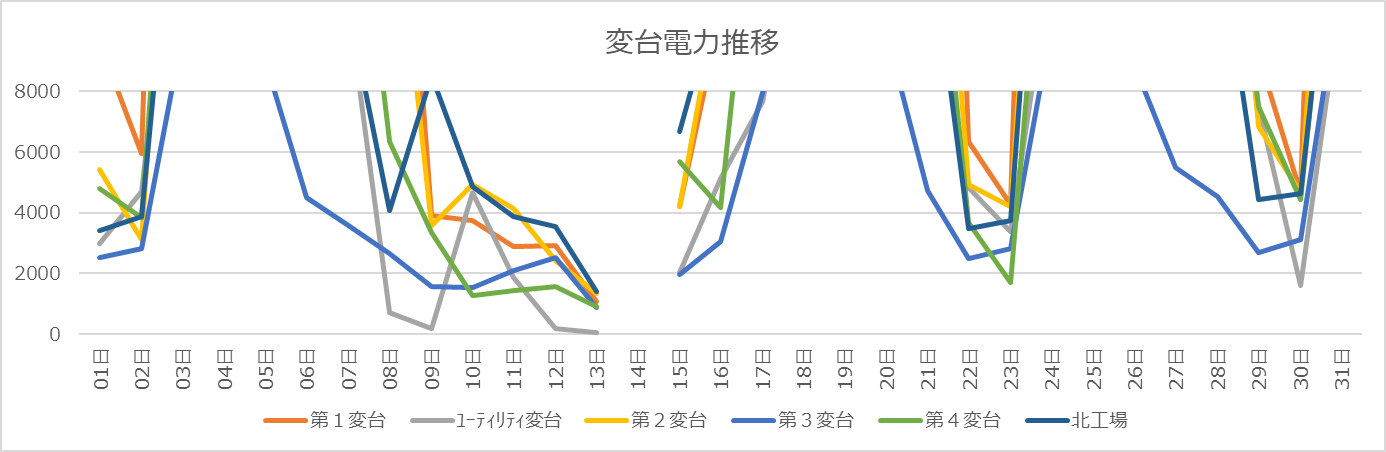 変台電力推移
8000
6000
4000
2000
0
01日 02日 03日 04日 05日 06日 07日 08日 09日 10日 11日 12日 13日 14日 15日 16日 17日 18日 19日 20日 21日 22日 23日 24日 25日 26日 27日 28日 29日 30日 31日
第１変台 ﾕｰﾃｨﾘﾃｨ変台 第２変台 第３変台 第４変台 北工場